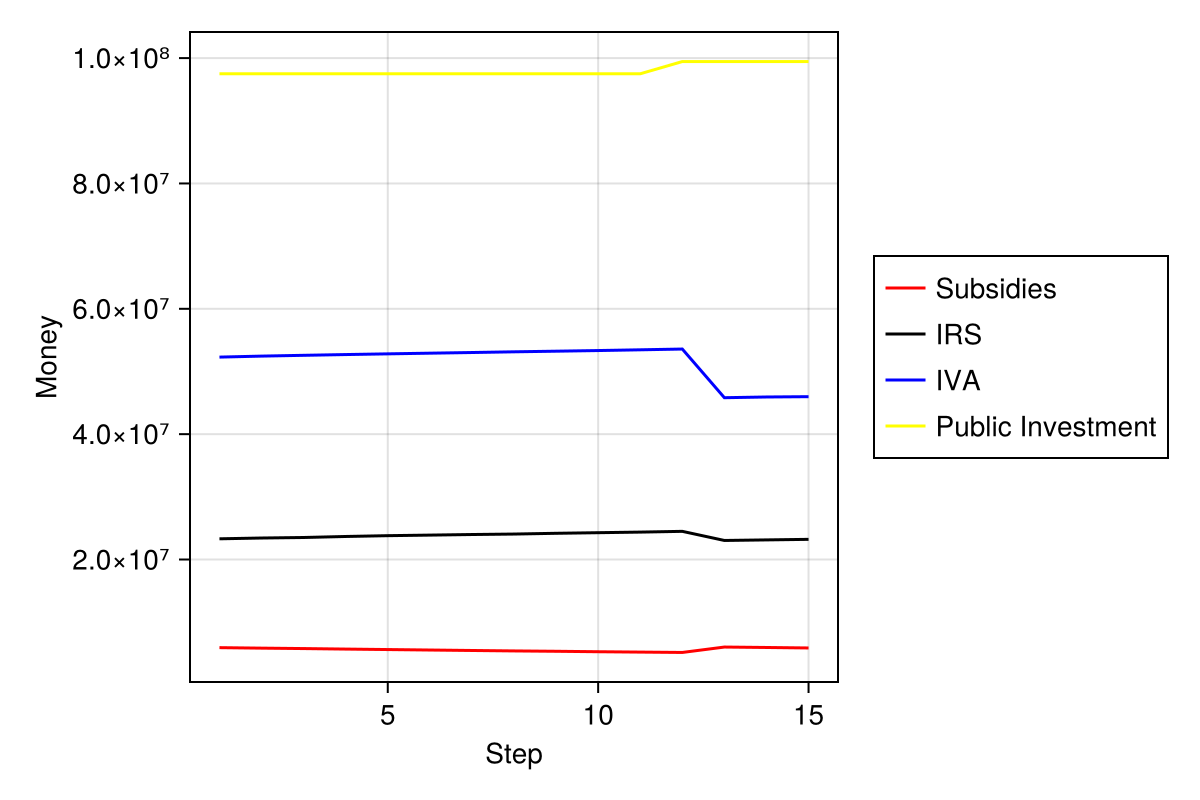 1.0×10⁸
8.0×10⁷
6.0×10⁷
4.0×10⁷
2.0×10⁷
Money
5
10
15
Step
Subsidies
IRS
IVA
Public Investment